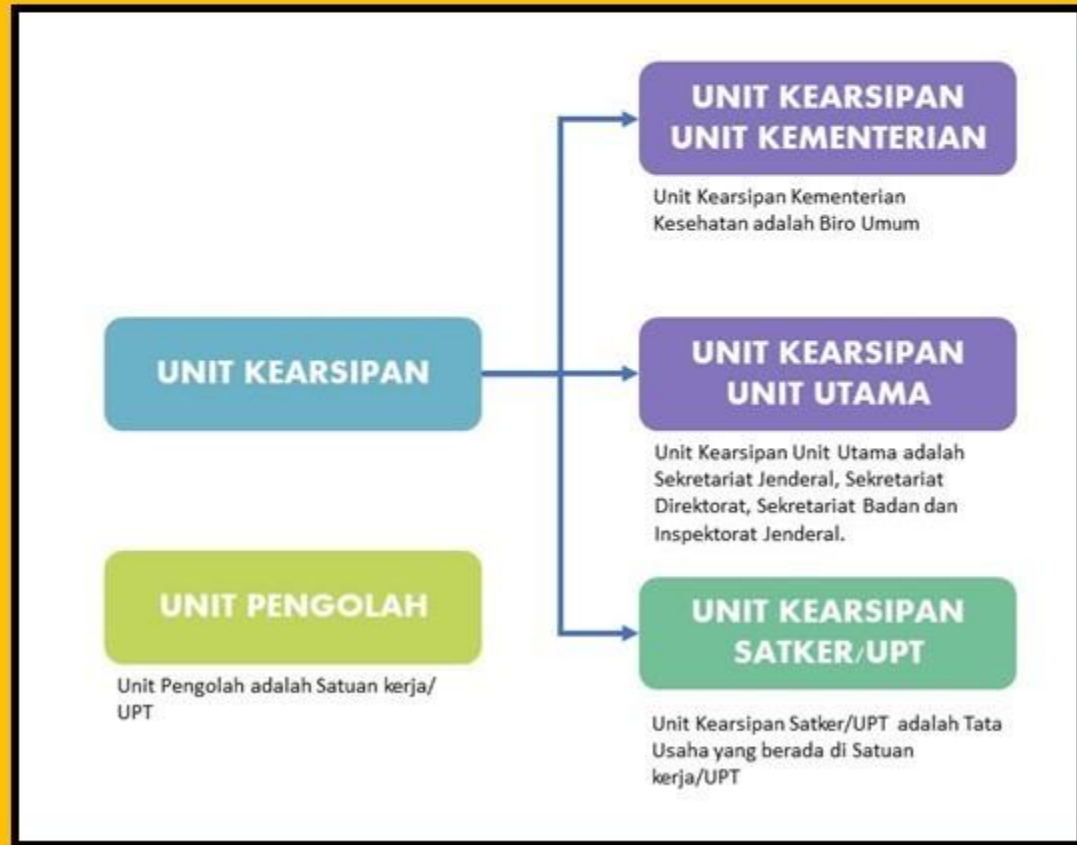 UNIT KEARSIPAN
UNIT KEMENTERIAN
Unit Kearsipan Kementerian
Kesehatan adalah Biro Umum
UNIT KEARSIPAN
UNIT KEARSIPAN
UNIT UTAMA
Unit Kearsipan Unit Utama adalah
Sekretariat Jenderal, Sekretariat
Direktorat, Sekretariat Badan dan
Inspektorat Jenderal.
UNIT PENGOLAH
Unit Pengolah adalah Satuan kerja/
UPT
UNIT KEARSIPAN
SATKER/UPT
Unit Kearsipan Satker/UPT adalah Tata
Usaha yang berada di Satuan
kerja/UPT